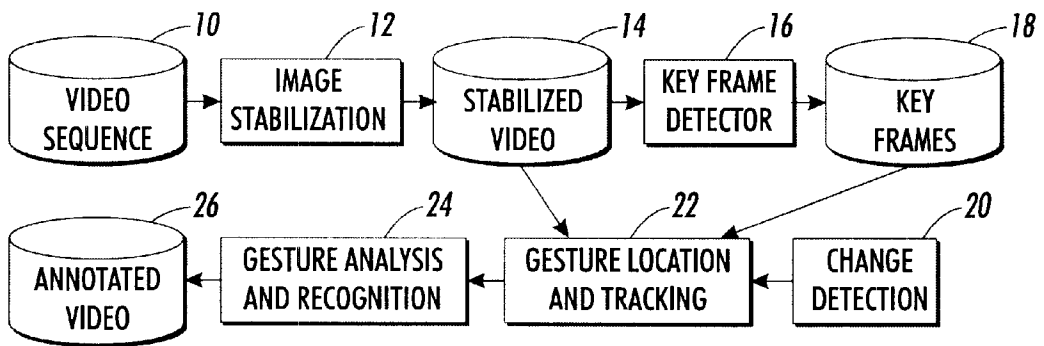 10
12
14
16
18
VIDEO
SEQUENCE
IMAGE
STABILIZATION
STABILIZED
VIDEO
KEY FRAME
DETECTOR
KEY
FRAMES
26
24
22
20
ANNOTATED
VIDEO
GESTURE ANALYSIS
AND RECOGNITION
GESTURE LOCATION
AND TRACKING
CHANGE
DETECTION